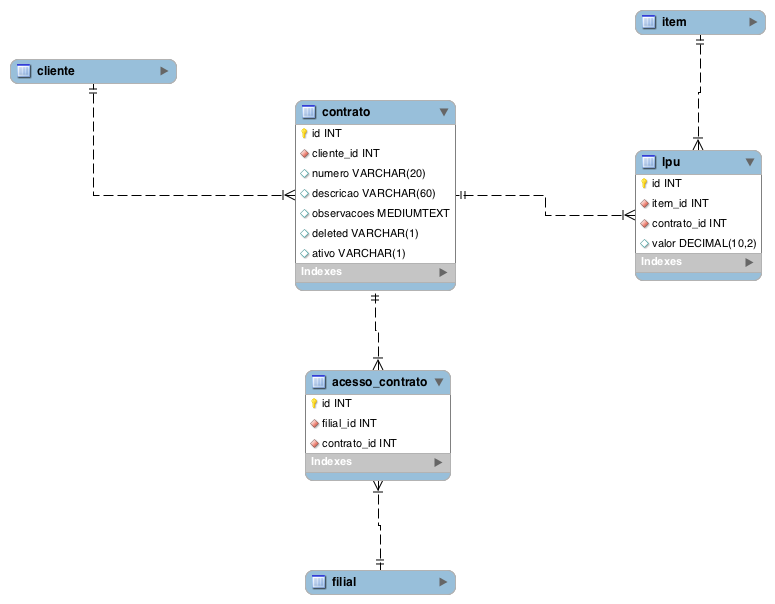 item
cliente
contrato
id INT
cliente_id INT
numero VARCHAR(20)
descricao VARCHAR(60)
observacoes MEDIUMTEXT
deleted VARCHAR(1)
ativo VARCHAR(1)
Indexes
lpu
id INT
item_id INT
contrato_id INT
valor DECIMAL(10,2)
Indexes
acesso_contrato
id INT
filial_id INT
contrato_id INT
Indexes
filial